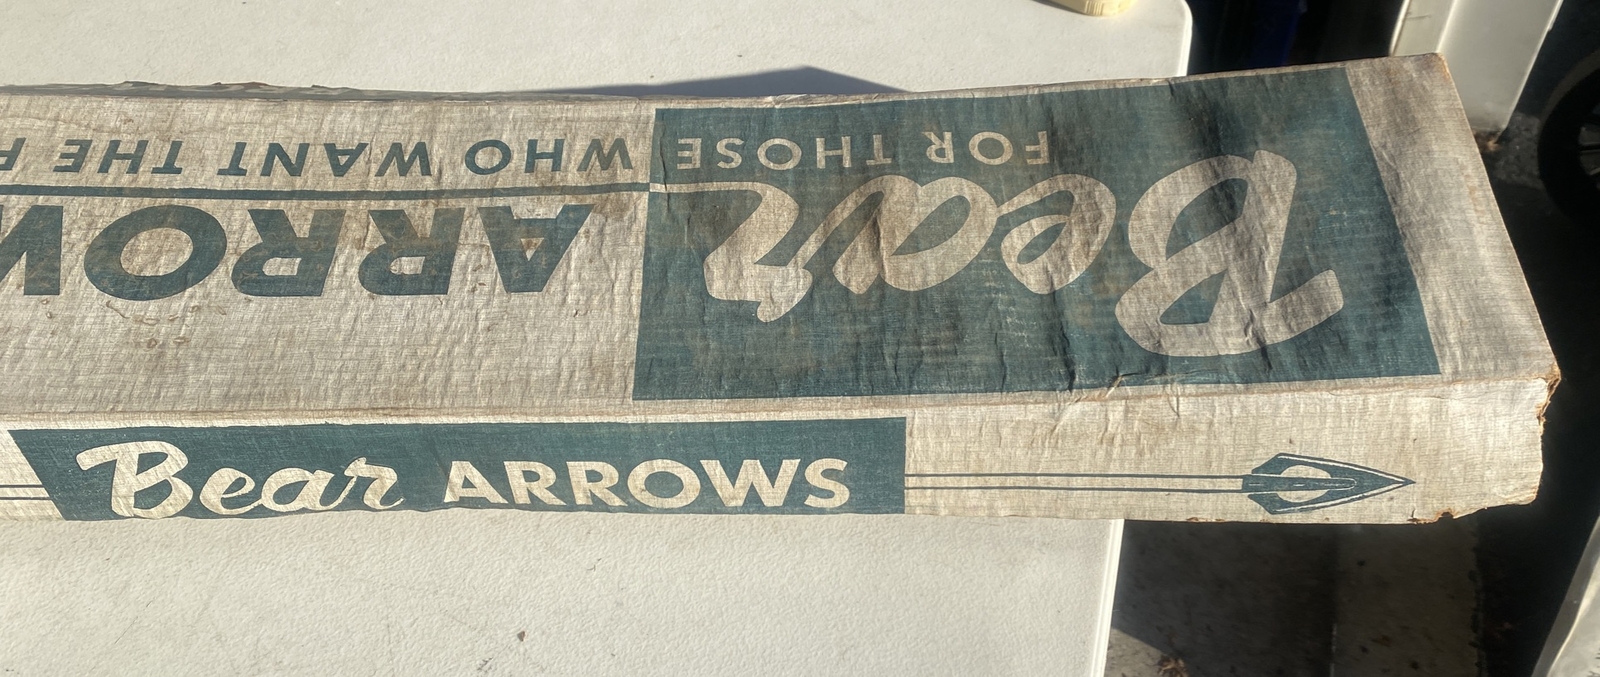 FOR THOSE WHO WANT THE
Bear ARROW
Bear ARROWS